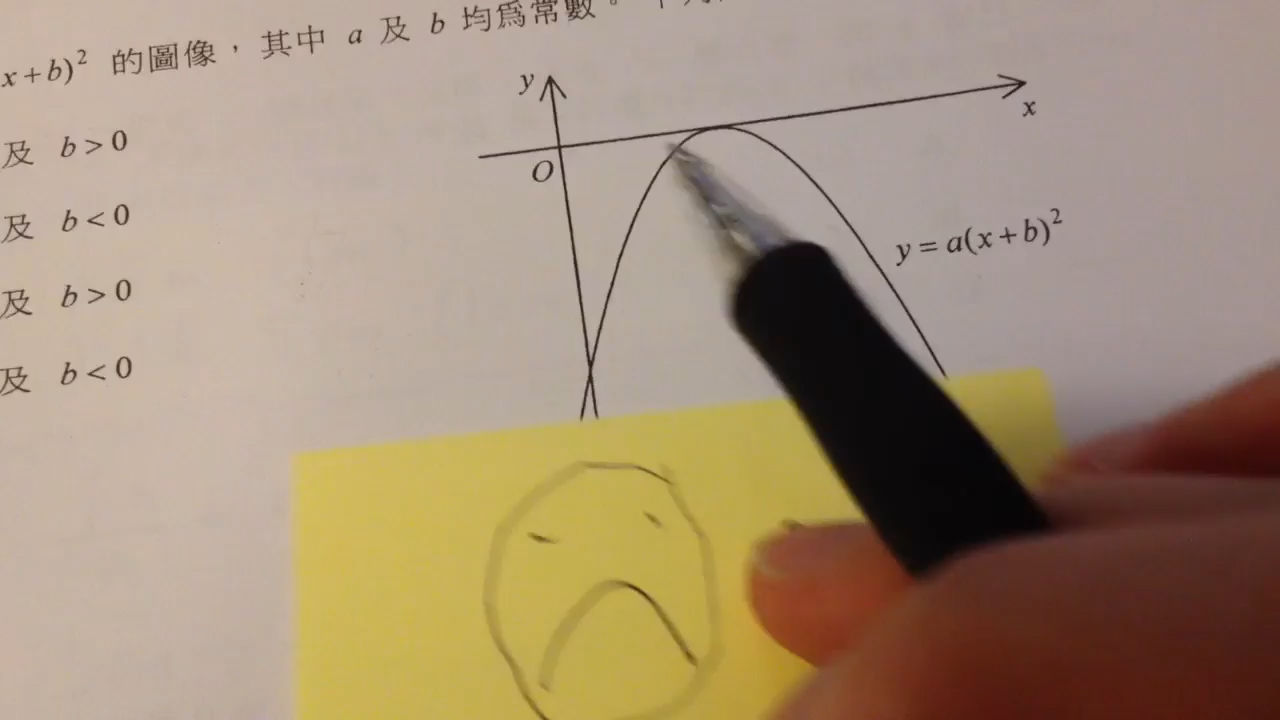 x+b)² 的圖像，其中 a 及 b 均為常數。
及 b > 0
及 b < 0
及 b > 0
及 b < 0
y
O
x
y = a(x+b)²